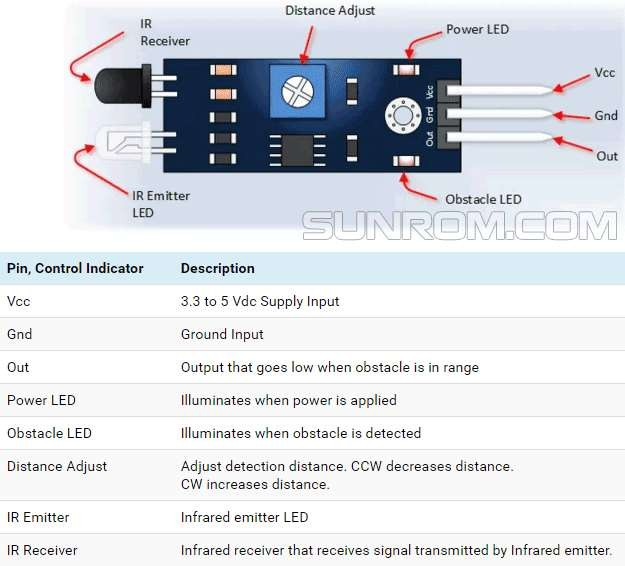 Distance Adjust
IR
Receiver
Power LED
Vcc
Vcc
Gnd
Gnd
Out
Out
IR Emitter
LED
Obstacle LED
SUNROM.COM
Pin, Control Indicator Description
Vcc 3.3 to 5 Vdc Supply Input
Gnd Ground Input
Out Output that goes low when obstacle is in range
Power LED Illuminates when power is applied
Obstacle LED Illuminates when obstacle is detected
Distance Adjust Adjust detection distance. CCW decreases distance.
CW increases distance.
IR Emitter Infrared emitter LED
IR Receiver Infrared receiver that receives signal transmitted by Infrared emitter.